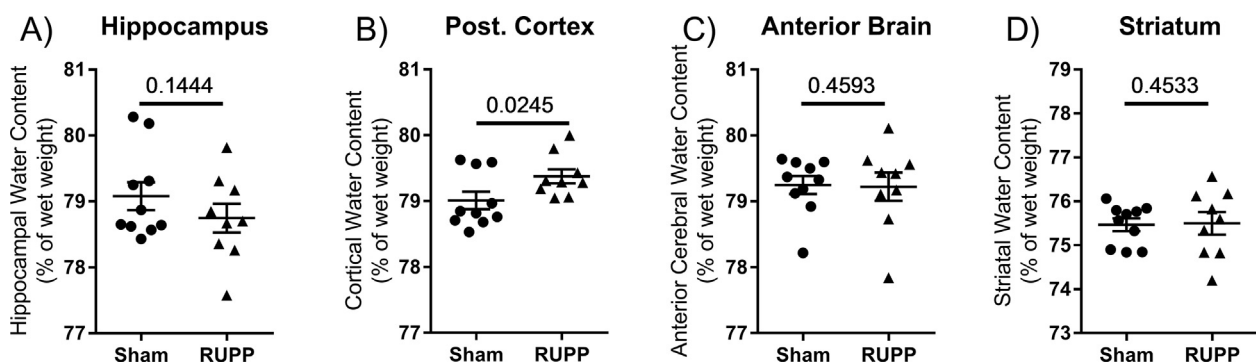 A) Hippocampus
Hippocampal Water Content
(% of wet weight)
81
80
79
78
77
0.1444
Sham RUPP
B) Post. Cortex
Cortical Water Content
(% of wet weight)
81
80
79
78
77
0.0245
Sham RUPP
C) Anterior Brain
Anterior Cerebral Water Content
(% of wet weight)
81
80
79
78
77
0.4593
Sham RUPP
D) Striatum
Striatal Water Content
(% of wet weight)
79
78
77
76
75
74
73
0.4533
Sham RUPP